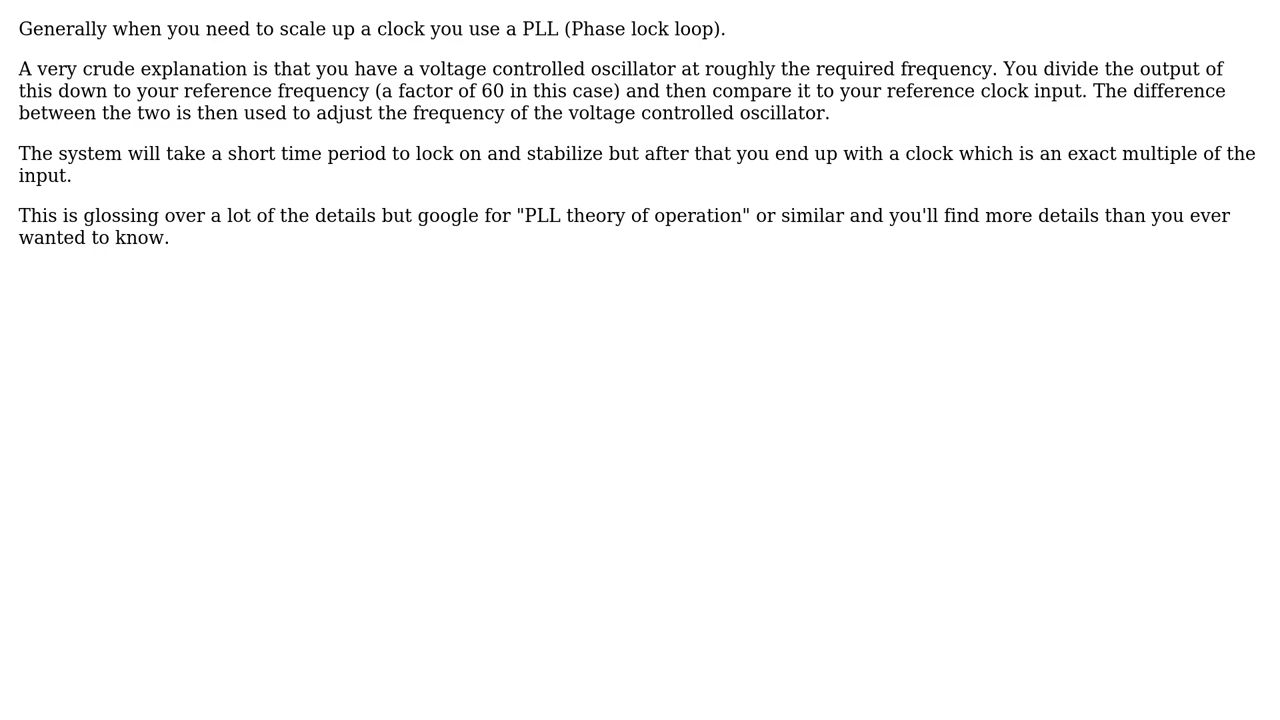 Generally when you need to scale up a clock you use a PLL (Phase lock loop).
A very crude explanation is that you have a voltage controlled oscillator at roughly the required frequency. You divide the output of
this down to your reference frequency (a factor of 60 in this case) and then compare it to your reference clock input. The difference
between the two is then used to adjust the frequency of the voltage controlled oscillator.
The system will take a short time period to lock on and stabilize but after that you end up with a clock which is an exact multiple of the
input.
This is glossing over a lot of the details but google for "PLL theory of operation" or similar and you'll find more details than you ever
wanted to know.